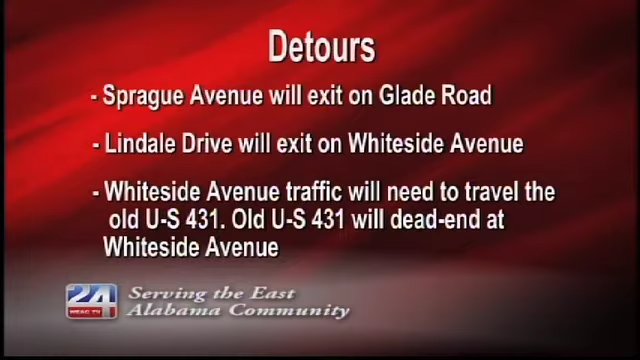 Detours
- Sprague Avenue will exit on Glade Road
- Lindale Drive will exit on Whiteside Avenue
- Whiteside Avenue traffic will need to travel the
old U-S 431. Old U-S 431 will dead-end at
Whiteside Avenue
24
WEAC TV
Serving the East
Alabama Community